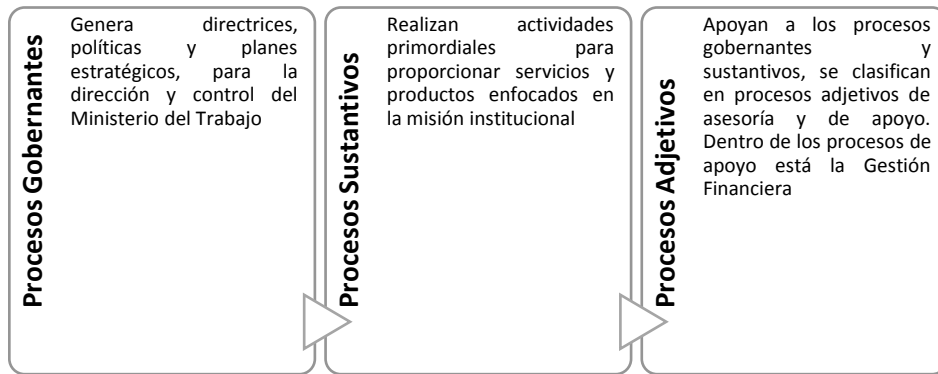 Procesos Gobernantes
Genera directrices,
políticas y planes
estratégicos, para la
dirección y control del
Ministerio del Trabajo
Procesos Sustantivos
Realizan actividades
primordiales para
proporcionar servicios y
productos enfocados en
la misión institucional
Procesos Adjetivos
Apoyan a los procesos
gobernantes y
sustantivos, se clasifican
en procesos adjetivos de
asesoría y de apoyo.
Dentro de los procesos de
apoyo está la Gestión
Financiera